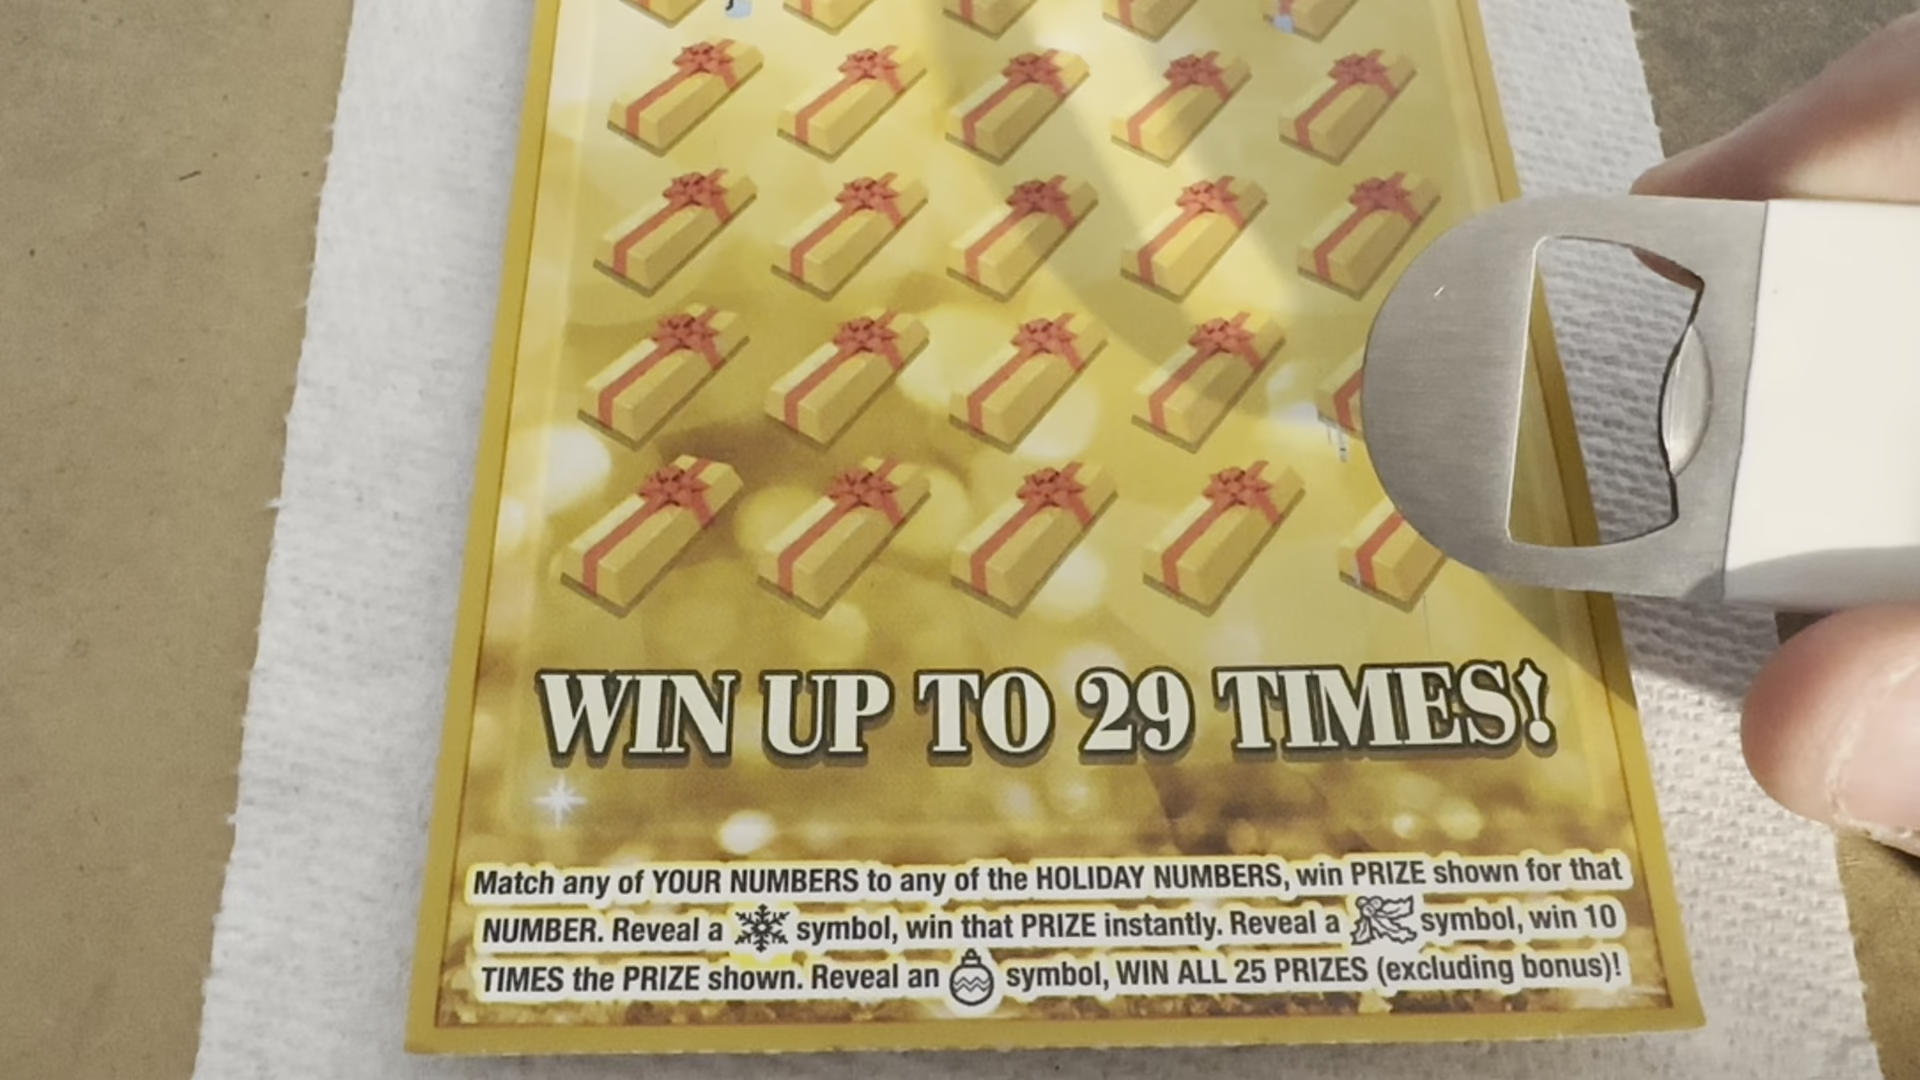 WIN UP TO 29 TIMES!
Match any of YOUR NUMBERS to any of the HOLIDAY NUMBERS, win PRIZE shown for that
NUMBER. Reveal a symbol, win that PRIZE instantly. Reveal a symbol, win 10
TIMES the PRIZE shown. Reveal an symbol, WIN ALL 25 PRIZES (excluding bonus)!